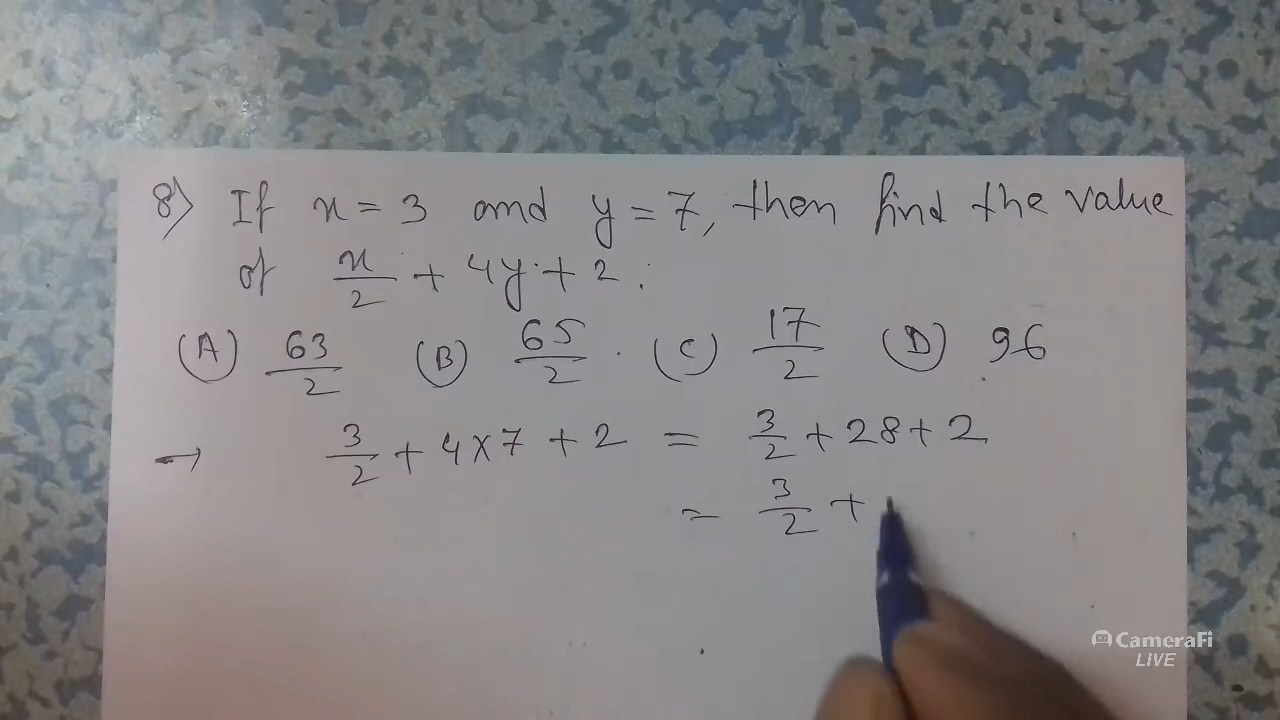 8) If x = 3 and y = 7, then find the value
of x/2 + 4y + 2.
(A) 63/2 (B) 65/2 . (C) 17/2 (D) 96
→ 3/2 + 4×7 + 2 = 3/2 + 28 + 2
= 3/2 +
CameraFi
LIVE